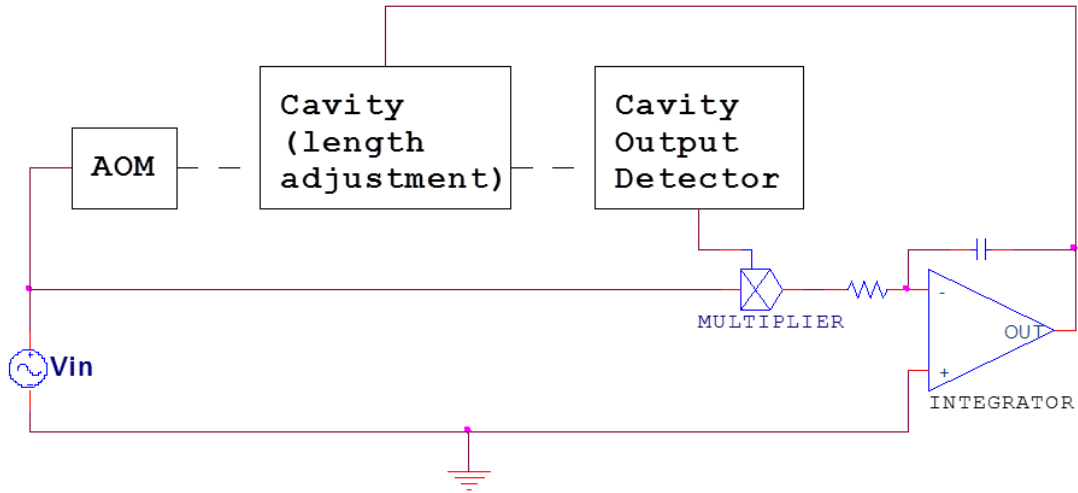 Cavity
(length
adjustment)
Cavity
Output
Detector
AOM
MULTIPLIER
-
OUT
+
Vin
+
-
INTEGRATOR